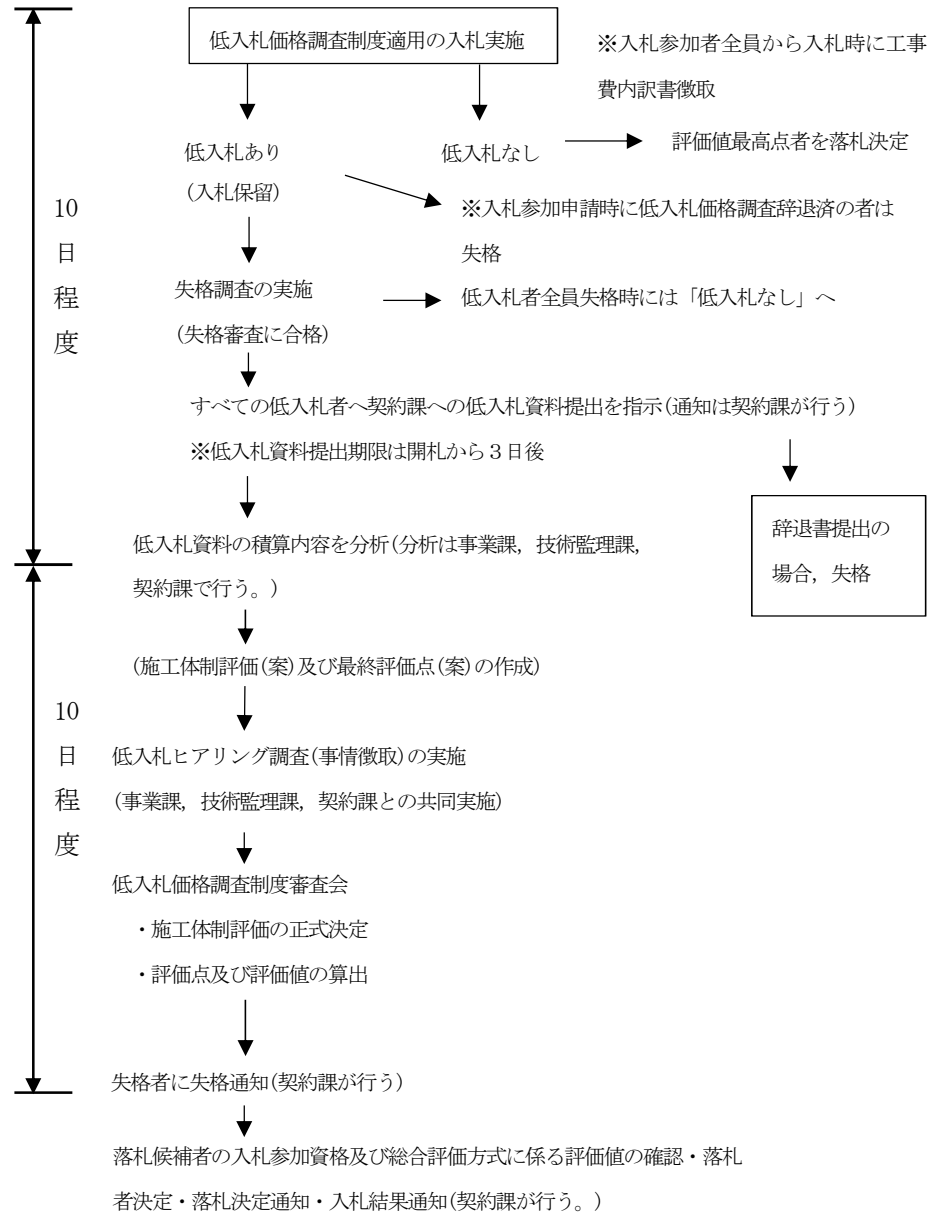 低入札価格調査制度適用の入札実施
※入札参加者全員から入札時に工事
費内訳書徴取
低入札あり
(入札保留)
低入札なし
評価値最高点者を落札決定
※入札参加申請時に低入札価格調査辞退済の者は
失格
10
日
程
度
失格調査の実施
(失格審査に合格)
低入札者全員失格時には「低入札なし」へ
すべての低入札者へ契約課への低入札資料提出を指示(通知は契約課が行う)
※低入札資料提出期限は開札から３日後
辞退書提出の
場合，失格
低入札資料の積算内容を分析(分析は事業課，技術監理課，
契約課で行う。)
(施工体制評価(案)及び最終評価点(案)の作成)
10
日
程
度
低入札ヒアリング調査(事情徴取)の実施
(事業課，技術監理課，契約課との共同実施)
低入札価格調査制度審査会
・施工体制評価の正式決定
・評価点及び評価値の算出
失格者に失格通知(契約課が行う)
落札候補者の入札参加資格及び総合評価方式に係る評価値の確認・落札
者決定・落札決定通知・入札結果通知(契約課が行う。)